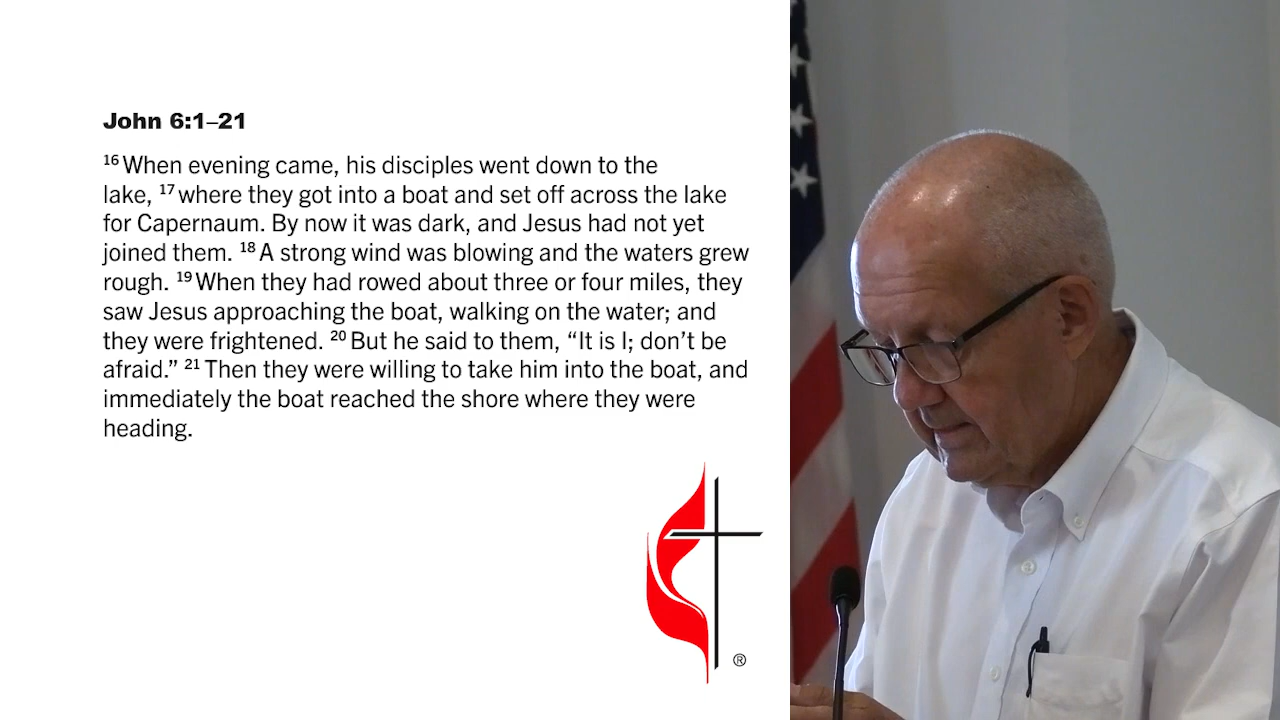 John 6:1–21
16 When evening came, his disciples went down to the
lake, 17 where they got into a boat and set off across the lake
for Capernaum. By now it was dark, and Jesus had not yet
joined them. 18 A strong wind was blowing and the waters grew
rough. 19 When they had rowed about three or four miles, they
saw Jesus approaching the boat, walking on the water; and
they were frightened. 20 But he said to them, “It is I; don’t be
afraid.” 21 Then they were willing to take him into the boat, and
immediately the boat reached the shore where they were
heading.
®